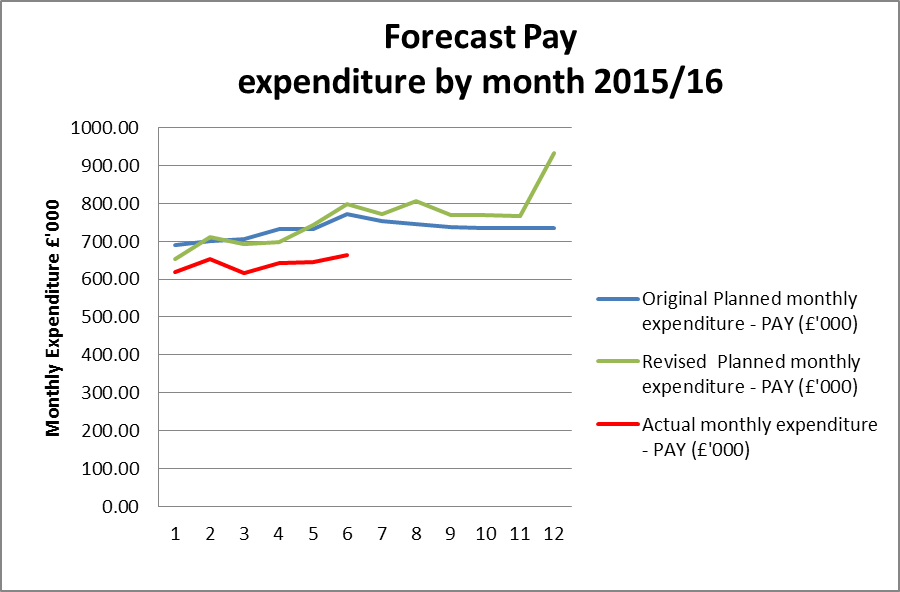 Forecast Pay
expenditure by month 2015/16
Monthly Expenditure £'000
1000.00
900.00
800.00
700.00
600.00
500.00
400.00
300.00
200.00
100.00
0.00
1 2 3 4 5 6 7 8 9 10 11 12
Original Planned monthly
expenditure - PAY (£'000)
Revised  Planned monthly
expenditure - PAY (£'000)
Actual monthly expenditure
- PAY (£'000)